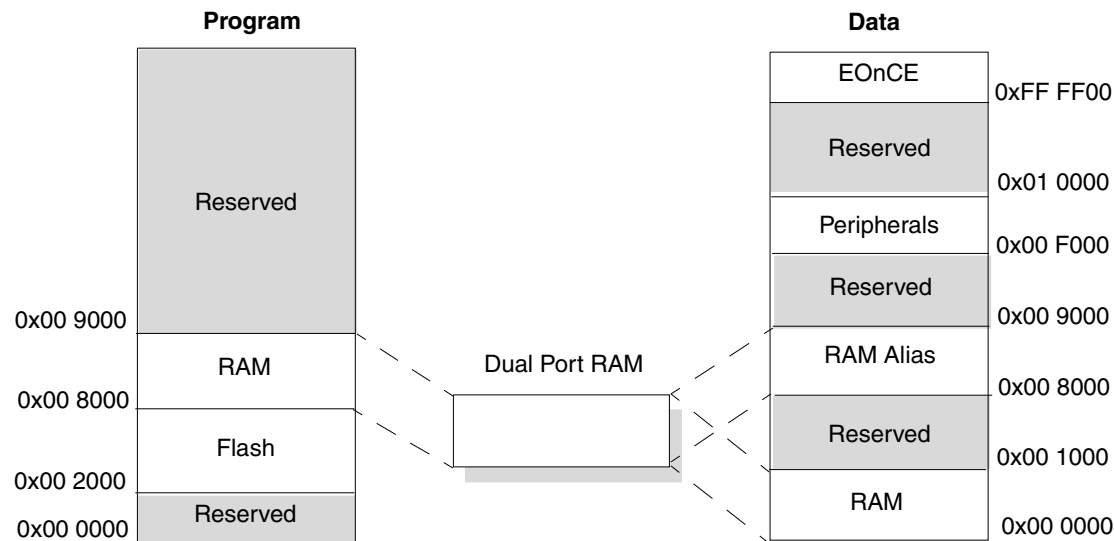 Program
Data
EOnCE
0xFF FF00
Reserved
0x01 0000
Reserved
Peripherals
0x00 F000
Reserved
0x00 9000
0x00 9000
RAM
Dual Port RAM
RAM Alias
0x00 8000
0x00 8000
Flash
Reserved
0x00 1000
0x00 2000
RAM
Reserved
0x00 0000
0x00 0000